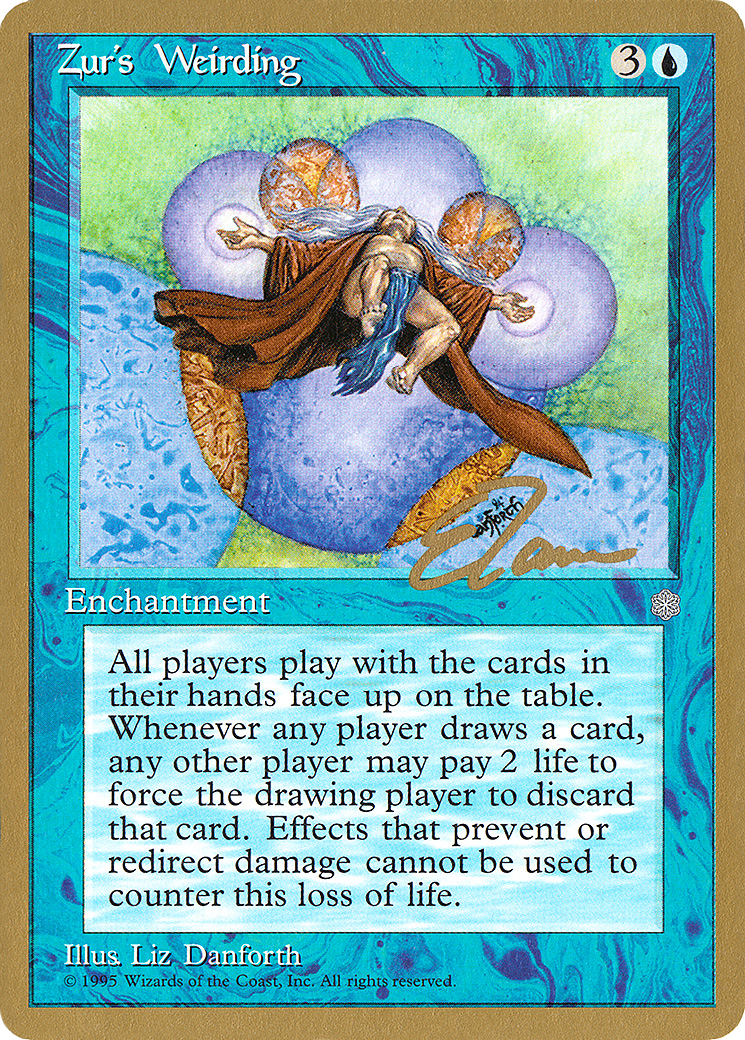 Zur's Weirding 3
Enchantment
All players play with the cards in
their hands face up on the table.
Whenever any player draws a card,
any other player may pay 2 life to
force the drawing player to discard
that card. Effects that prevent or
redirect damage cannot be used to
counter this loss of life.
Illus. Liz Danforth
© 1995 Wizards of the Coast, Inc. All rights reserved.